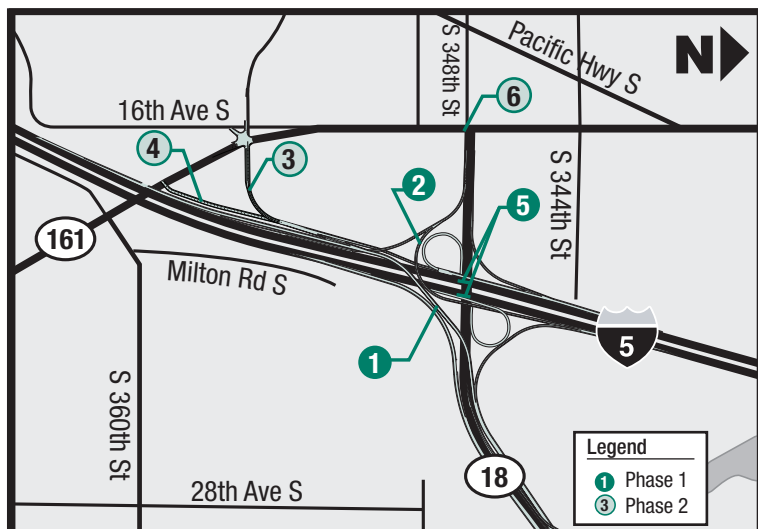 S 348th St
Pacific Hwy S
N
16th Ave S
6
4
3
S 344th St
2
5
161
Milton Rd S
5
1
S 360th St
18
28th Ave S
Legend
1 Phase 1
3 Phase 2